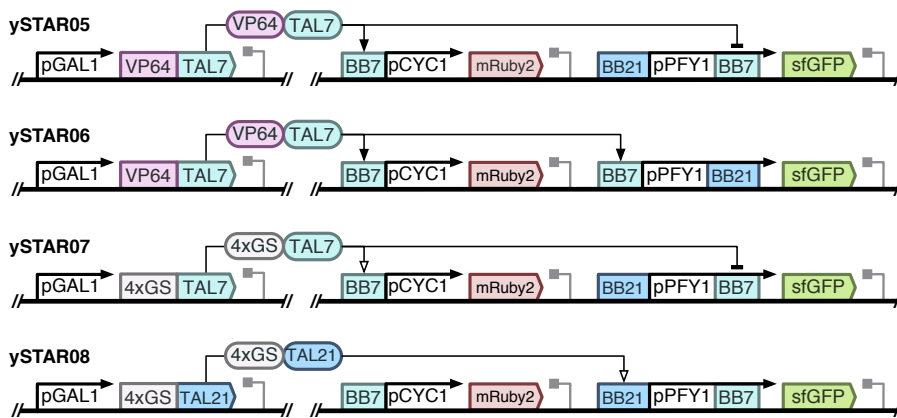 ySTAR05
VP64 TAL7
pGAL1 VP64 TAL7 BB7 pCYC1 mRuby2 BB21 pPFY1 BB7 sfGFP
ySTAR06
VP64 TAL7
pGAL1 VP64 TAL7 BB7 pCYC1 mRuby2 BB7 pPFY1 BB21 sfGFP
ySTAR07
4xGS TAL7
pGAL1 4xGS TAL7 BB7 pCYC1 mRuby2 BB21 pPFY1 BB7 sfGFP
ySTAR08
4xGS TAL21
pGAL1 4xGS TAL21 BB7 pCYC1 mRuby2 BB21 pPFY1 BB7 sfGFP